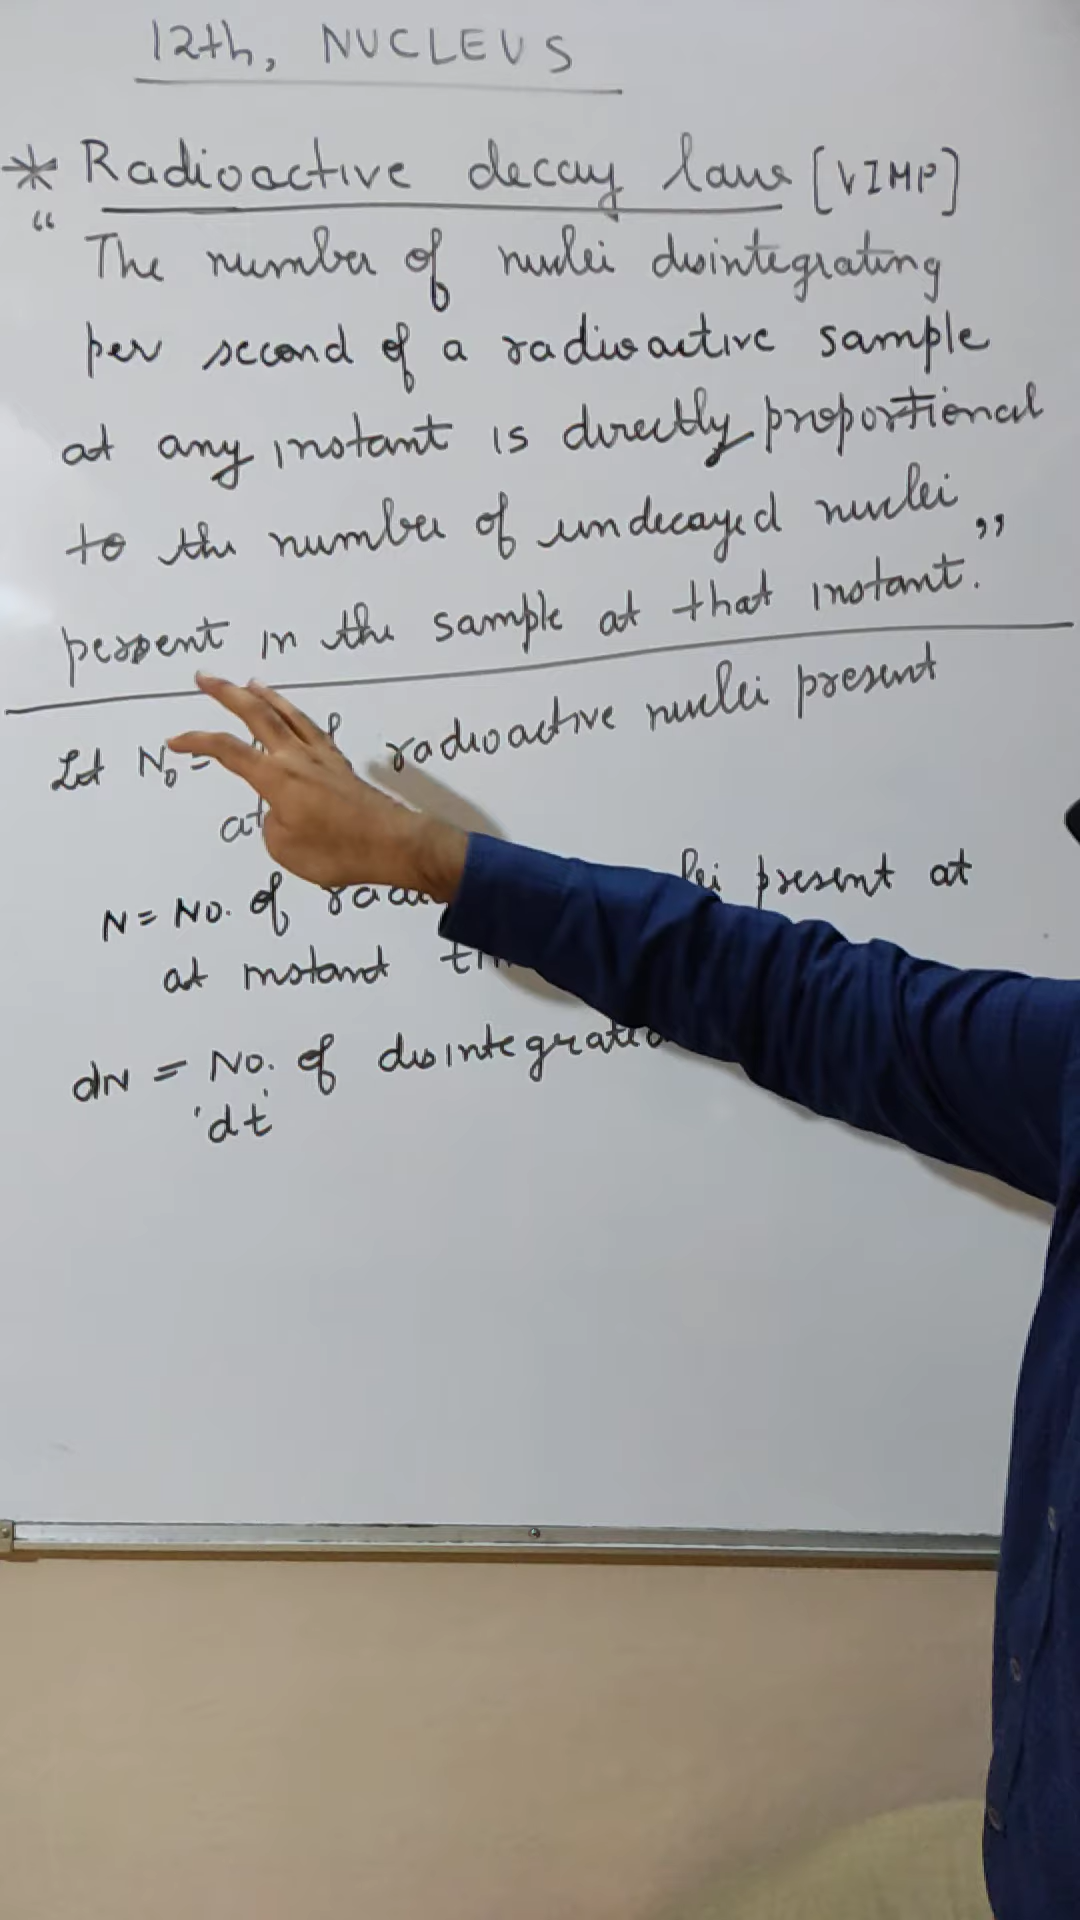 12th, NUCLEUS
* Radioactive decay law [VIMP]
“ The number of nuclei disintegrating
per second of a radioactive sample
at any instant is directly proportional
to the number of undecayed nuclei
present in the sample at that instant.”
Let N₀ = radioactive nuclei present
at
N = No. of present at
at instant
dN = No. of
'dt'